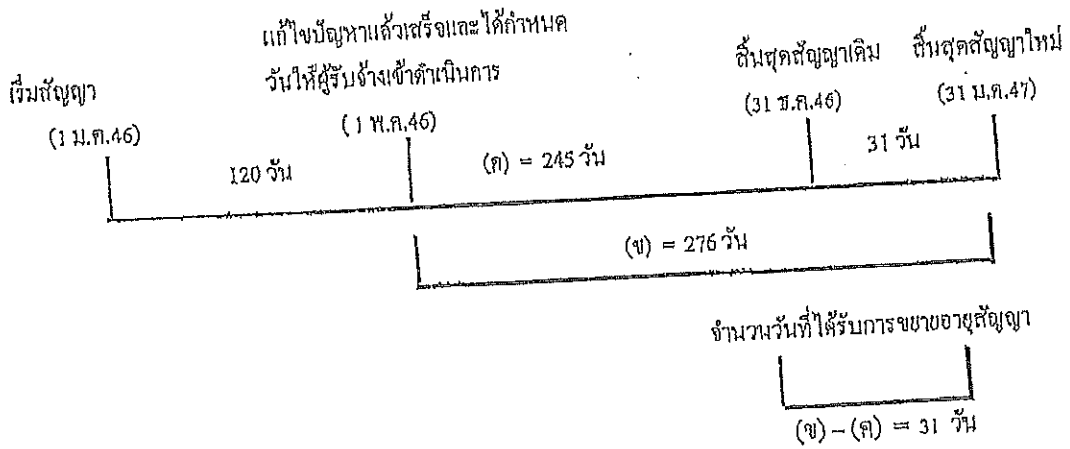 แก้ไขปัญหาแล้วเสร็จและได้กำหนด
วันให้ผู้รับจ้างเข้าดำเนินการ
(1 พ.ค.46)
เริ่มสัญญา
(1 ม.ค.46)
สิ้นสุดสัญญาเดิม
(31 ธ.ค.46)
สิ้นสุดสัญญาใหม่
(31 ม.ค.47)
120 วัน
(ค) = 245 วัน
31 วัน
(ข) = 276 วัน
จำนวนวันที่ได้รับการขยายอายุสัญญา
(ข) – (ค) = 31 วัน